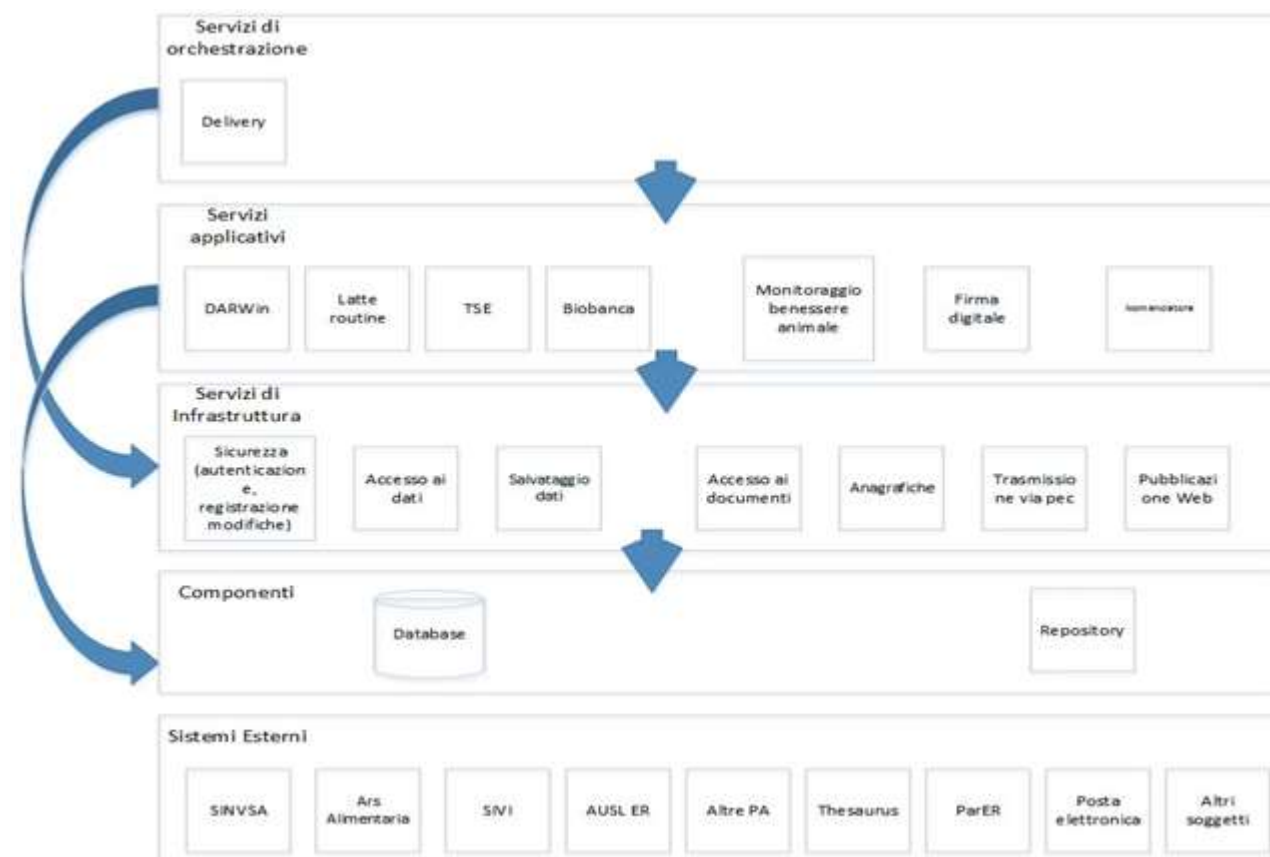 Servizi di
orchestrazione
Delivery
Servizi
applicativi
DARWin
Latte
routine
TSE
Biobanca
Monitoraggio
benessere
animale
Firma
digitale
Servizi di
Infrastruttura
Sicurezza
(autenticazion
e,
registrazione
modifiche)
Accesso ai
dati
Salvataggio
dati
Accesso ai
documenti
Anagrafiche
Trasmissio
ne via pec
Pubblicazi
one Web
Componenti
Database
Repository
Sistemi Esterni
SINVSA
Ars
Alimentaria
SIVI
AUSL ER
Altre PA
Thesaurus
ParER
Posta
elettronica
Altri
soggetti